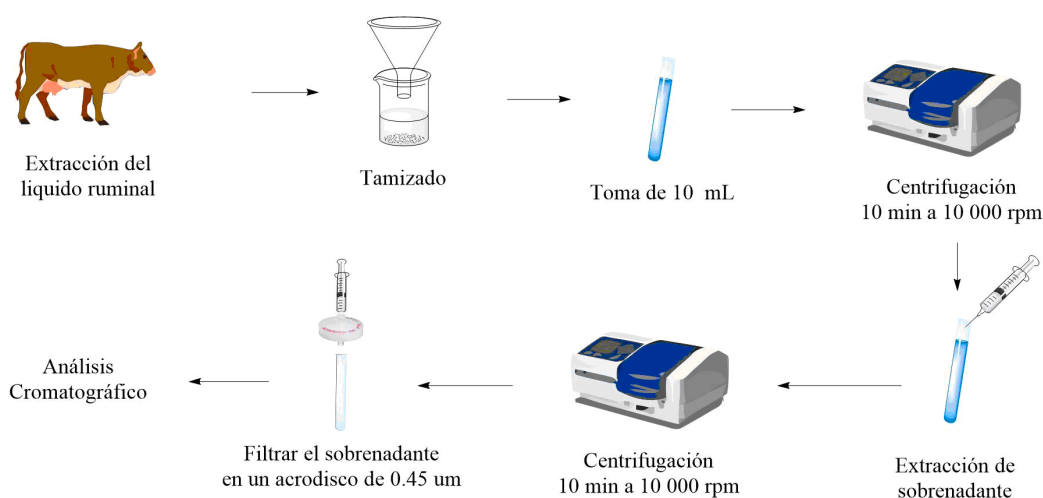 Extracción del
liquido ruminal
Tamizado
Toma de 10 mL
Centrifugación
10 min a 10 000 rpm
Extracción de
sobrenadante
Centrifugación
10 min a 10 000 rpm
Filtrar el sobrenadante
en un acrodisco de 0.45 um
Análisis
Cromatográfico